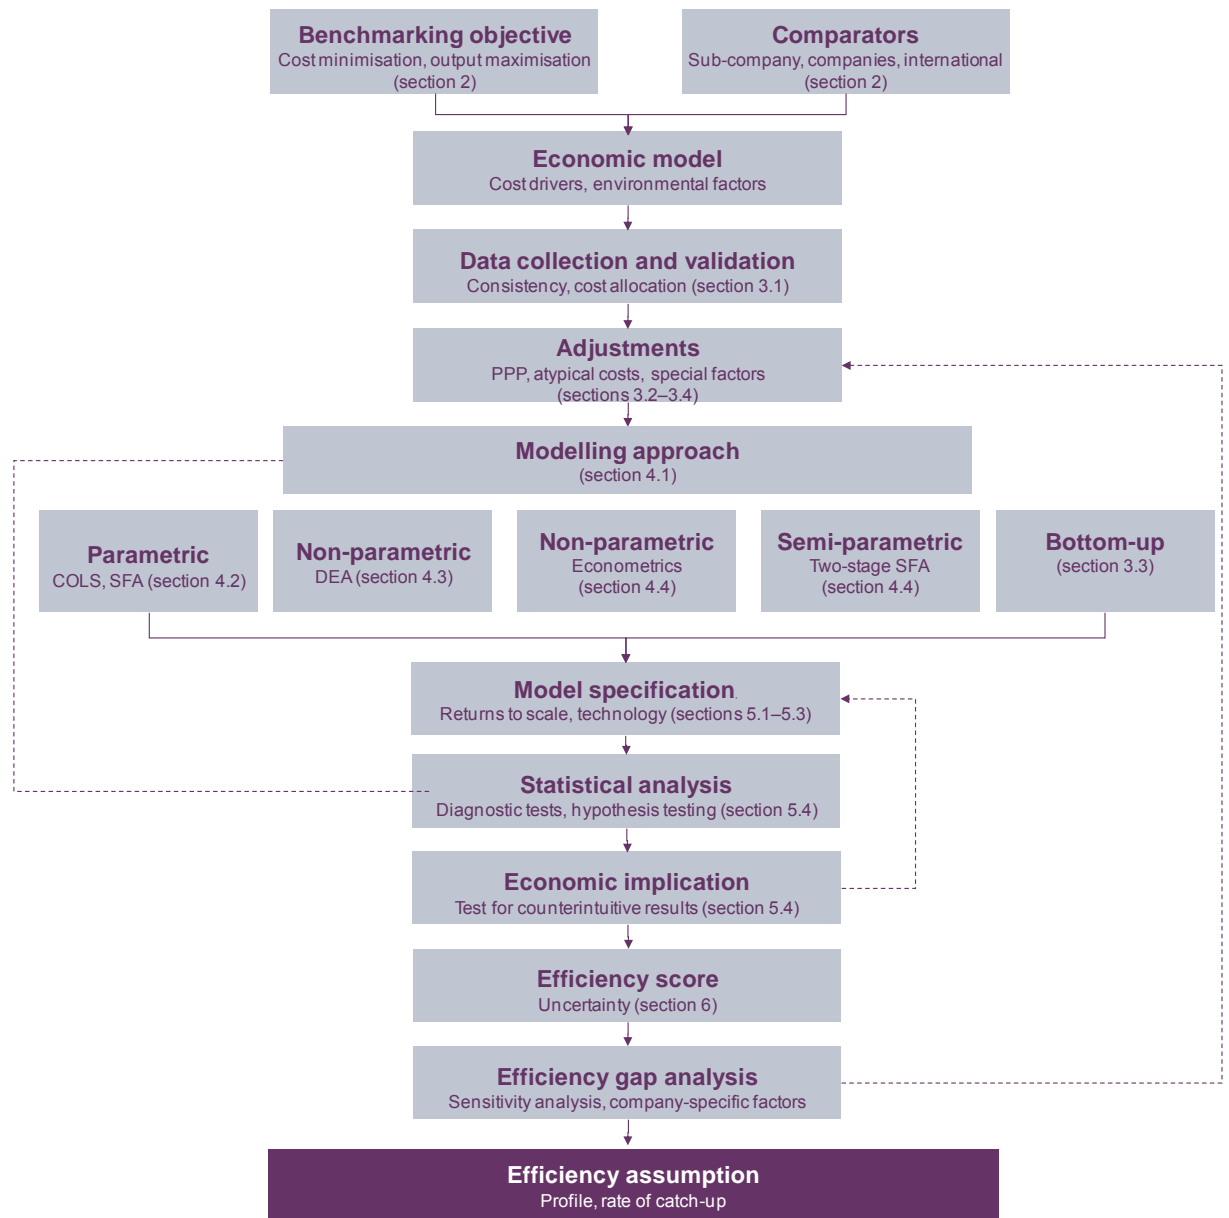 Benchmarking objective
Cost minimisation, output maximisation
(section 2)
Comparators
Sub-company, companies, international
(section 2)
Economic model
Cost drivers, environmental factors
Data collection and validation
Consistency, cost allocation (section 3.1)
Adjustments
PPP, atypical costs, special factors
(sections 3.2–3.4)
Modelling approach
(section 4.1)
Parametric
COLS, SFA (section 4.2)
Non-parametric
DEA (section 4.3)
Non-parametric
Econometrics
(section 4.4)
Semi-parametric
Two-stage SFA
(section 4.4)
Bottom-up
(section 3.3)
Model specification
Returns to scale, technology (sections 5.1–5.3)
Statistical analysis
Diagnostic tests, hypothesis testing (section 5.4)
Economic implication
Test for counterintuitive results (section 5.4)
Efficiency score
Uncertainty (section 6)
Efficiency gap analysis
Sensitivity analysis, company-specific factors
Efficiency assumption
Profile, rate of catch-up